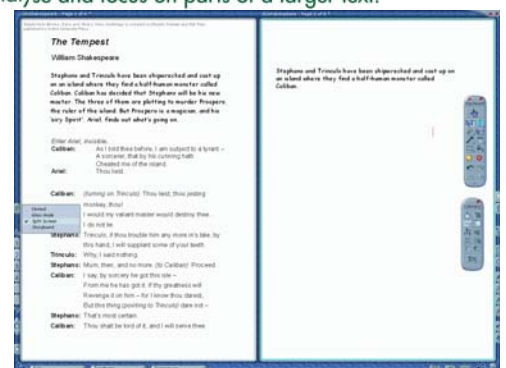 analyse and focus on parts of a larger text.
The Tempest
William Shakespeare
Stephano and Trinculo have been shipwrecked and cast up
on an island where they find a half-human monster called
Caliban. Caliban has decided that Stephano will be his new
master. The three of them are plotting to murder Prospero,
the ruler of the island. But Prospero is a magician, and his
'airy Spirit', Ariel, finds out what's going on.
Enter Ariel, invisible.
Caliban: As I told thee before, I am subject to a tyrant –
A sorcerer, that by his cunning hath
Cheated me of the island.
Ariel: Thou liest.
Caliban: (turning on Trinculo) Thou liest, thou jesting
monkey, thou!
I would my valiant master would destroy thee.
I do not lie.
Stephano: Trinculo, if thou trouble him any more in's tale, by
this hand, I will supplant some of your teeth.
Trinculo: Why, I said nothing.
Stephano: Mum, then, and no more. (to Caliban) Proceed.
Caliban: I say, by sorcery he got this isle –
From me he has got it. If thy greatness will
Revenge it on him – for I know thou darest,
But this thing (pointing to Trinculo) dare not –
Stephano: That's most certain.
Caliban: Thou shalt be lord of it, and I will serve thee.
Split Screen
Stephano and Trinculo have been shipwrecked and cast up on
an island where they find a half-human monster called
Caliban.